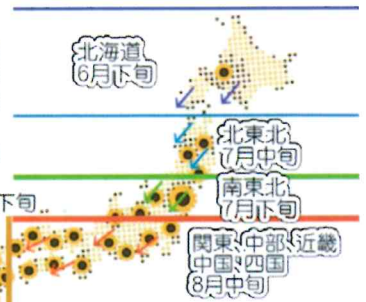 北海道
6月下旬
北東北
7月中旬
南東北
7月下旬
下旬
関東、中部、近畿
中国、四国
8月中旬